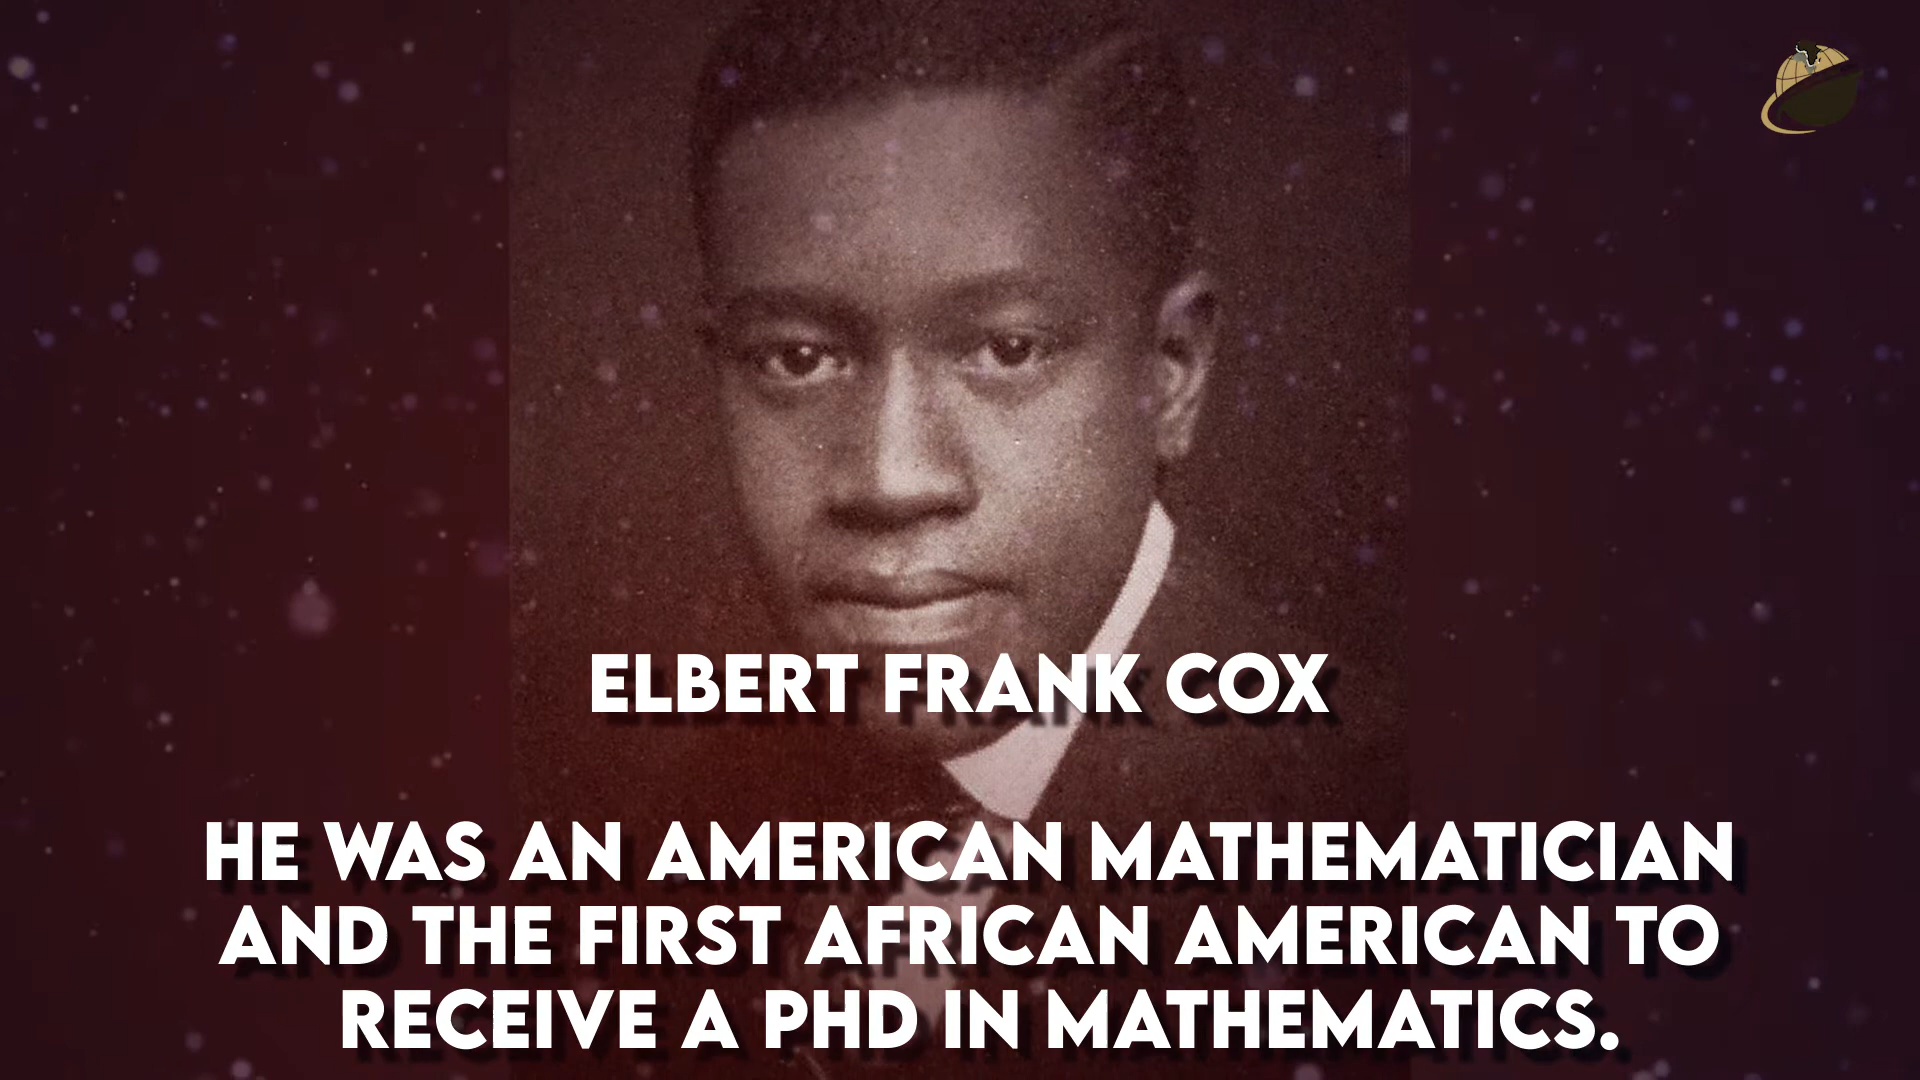 ELBERT FRANK COX
HE WAS AN AMERICAN MATHEMATICIAN
AND THE FIRST AFRICAN AMERICAN TO
RECEIVE A PHD IN MATHEMATICS.